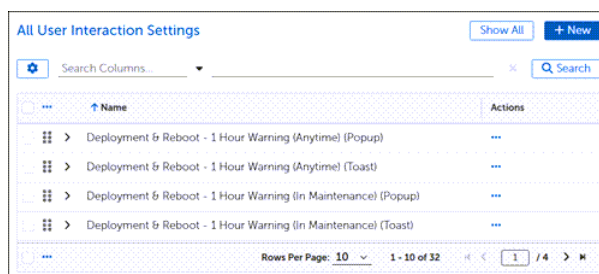 All User Interaction Settings
Show All
+ New
Search Columns...
Search
Name
Actions
Deployment & Reboot - 1 Hour Warning (Anytime) (Popup)
Deployment & Reboot - 1 Hour Warning (Anytime) (Toast)
Deployment & Reboot - 1 Hour Warning (In Maintenance) (Popup)
Deployment & Reboot - 1 Hour Warning (In Maintenance) (Toast)
Rows Per Page: 10 1 - 10 of 32 1 / 4